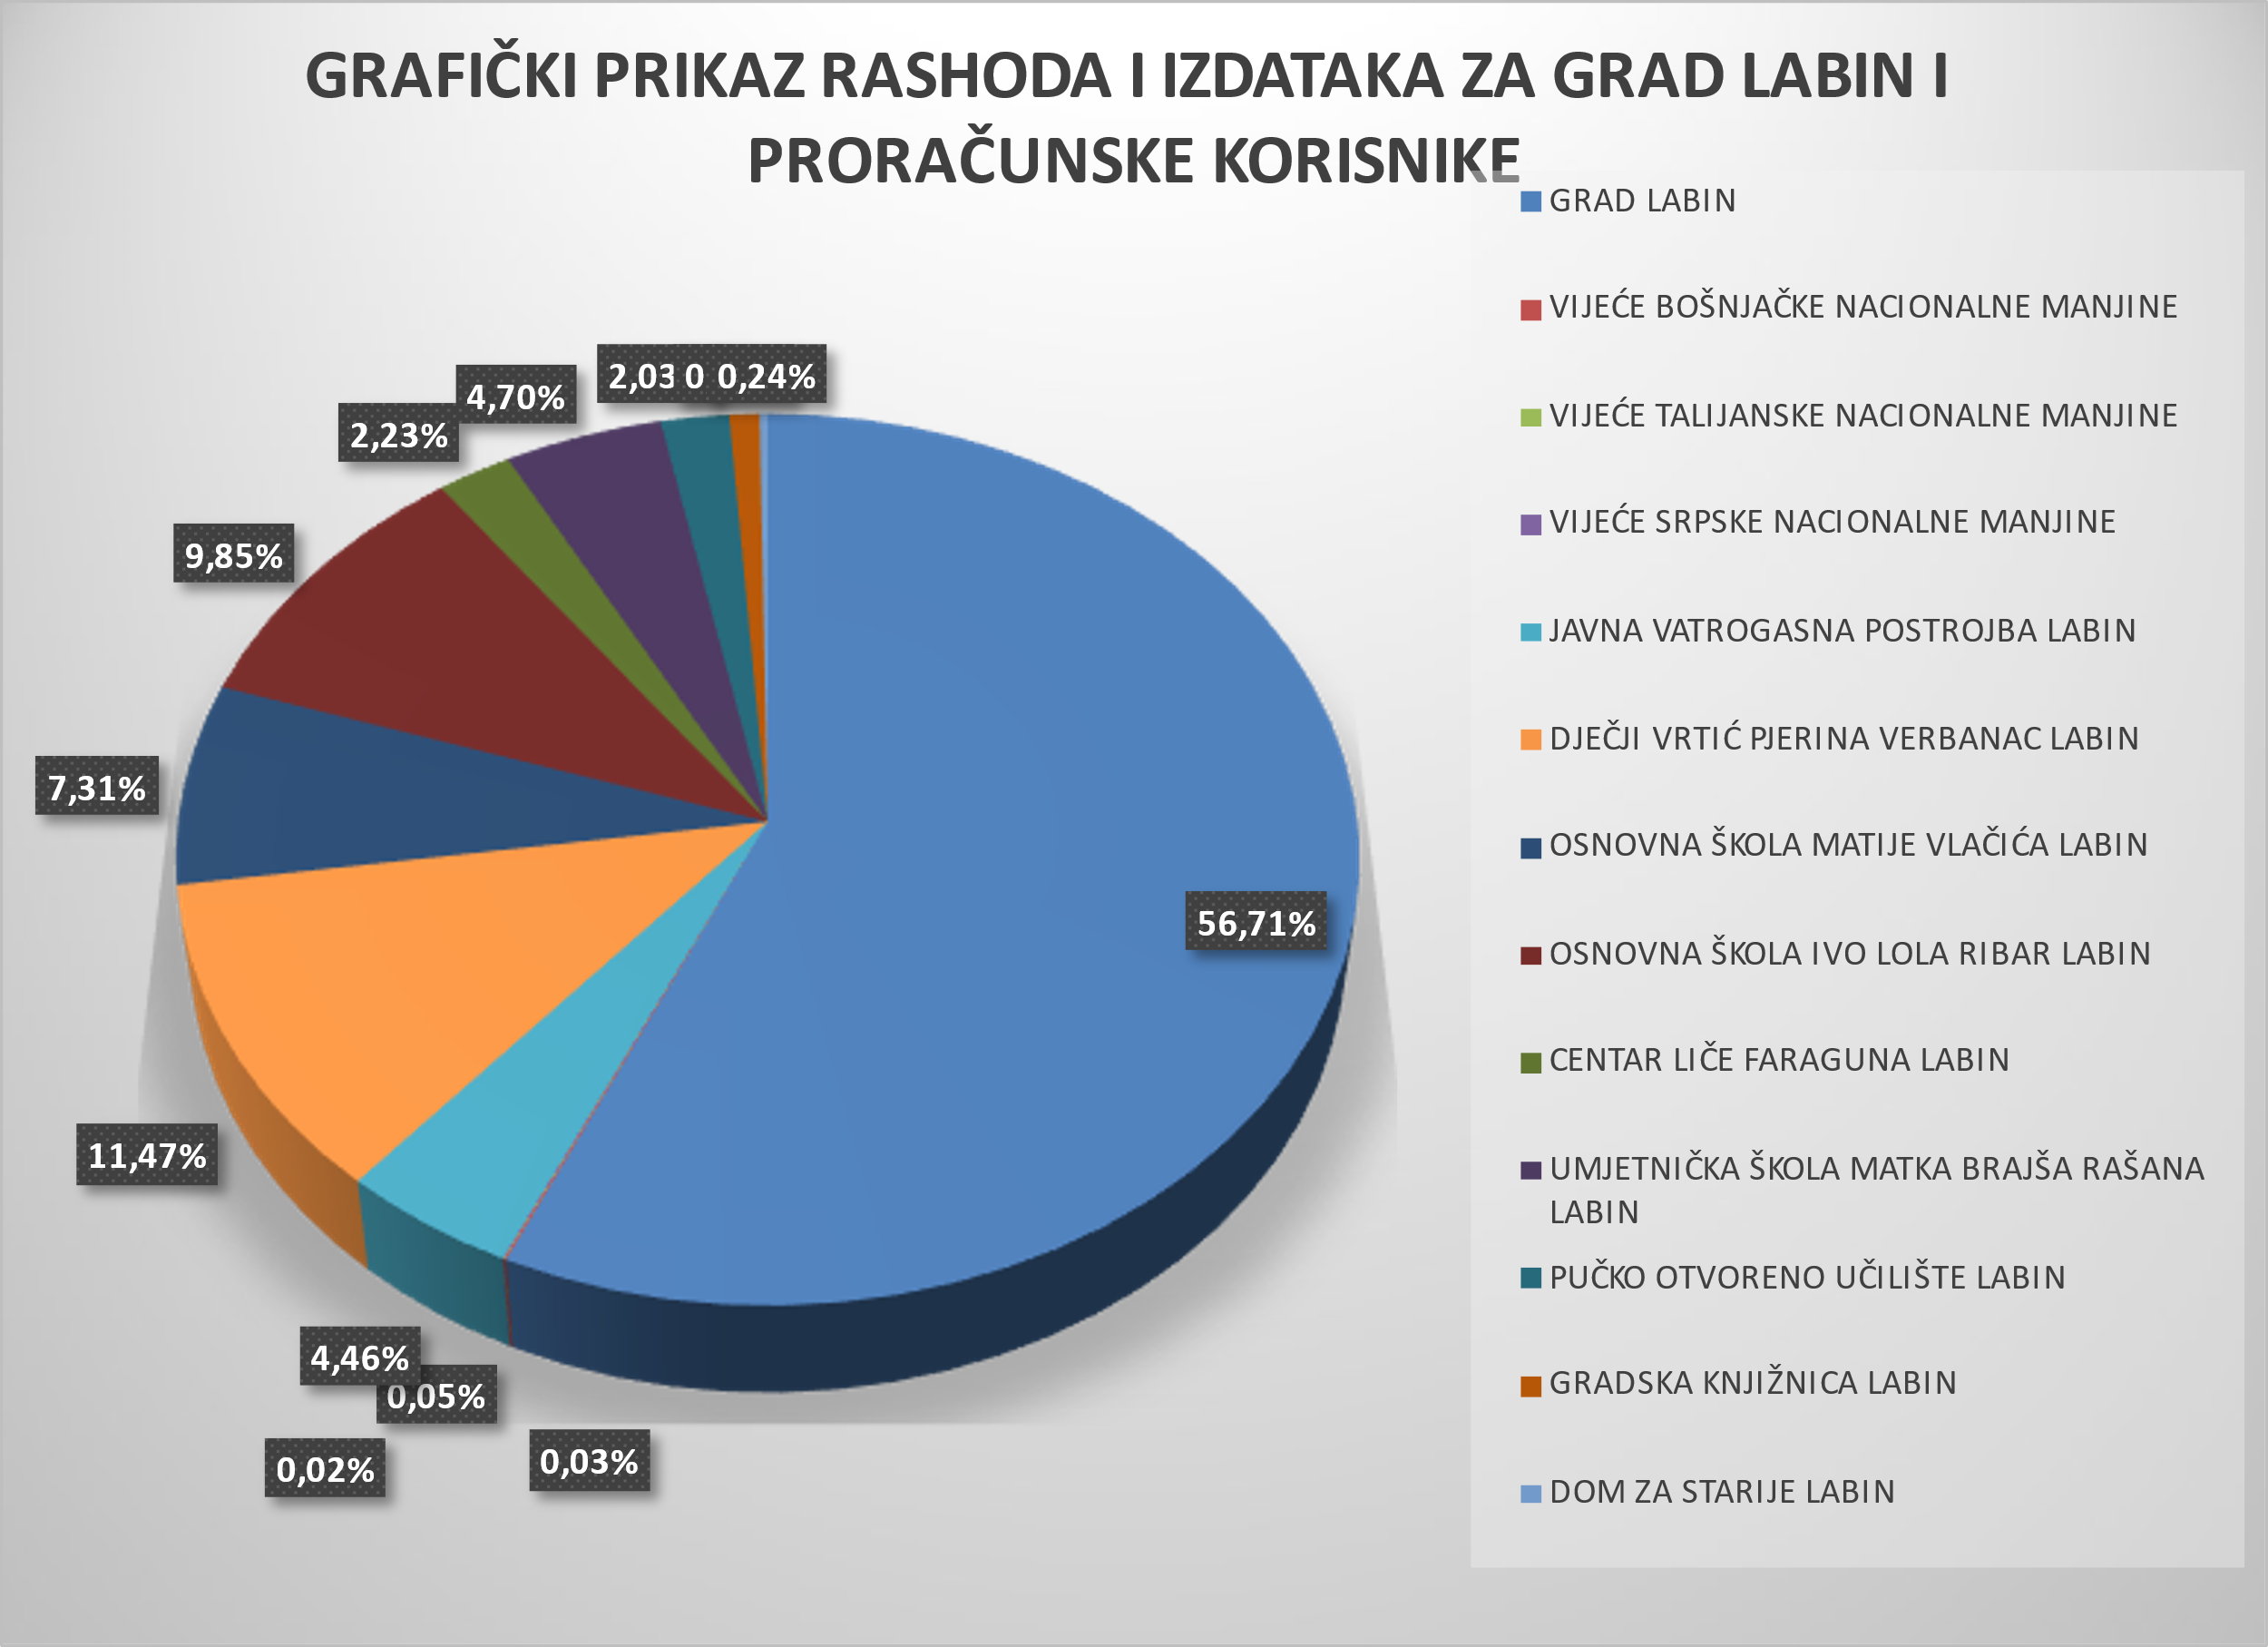 GRAFIČKI PRIKAZ RASHODA I IZDATAKA ZA GRAD LABIN I
PRORAČUNSKE KORISNIKE
GRAD LABIN
VIJEĆE BOŠNJAČKE NACIONALNE MANJINE
VIJEĆE TALIJANSKE NACIONALNE MANJINE
VIJEĆE SRPSKE NACIONALNE MANJINE
JAVNA VATROGASNA POSTROJBA LABIN
DJEČJI VRTIĆ PJERINA VERBANAC LABIN
OSNOVNA ŠKOLA MATIJE VLAČIĆA LABIN
OSNOVNA ŠKOLA IVO LOLA RIBAR LABIN
CENTAR LIČE FARAGUNA LABIN
UMJETNIČKA ŠKOLA MATKA BRAJŠA RAŠANA
LABIN
PUČKO OTVORENO UČILIŠTE LABIN
GRADSKA KNJIŽNICA LABIN
DOM ZA STARIJE LABIN
2,03
0
0,24%
4,70%
2,23%
9,85%
7,31%
56,71%
11,47%
4,46%
0,05%
0,02%
0,03%